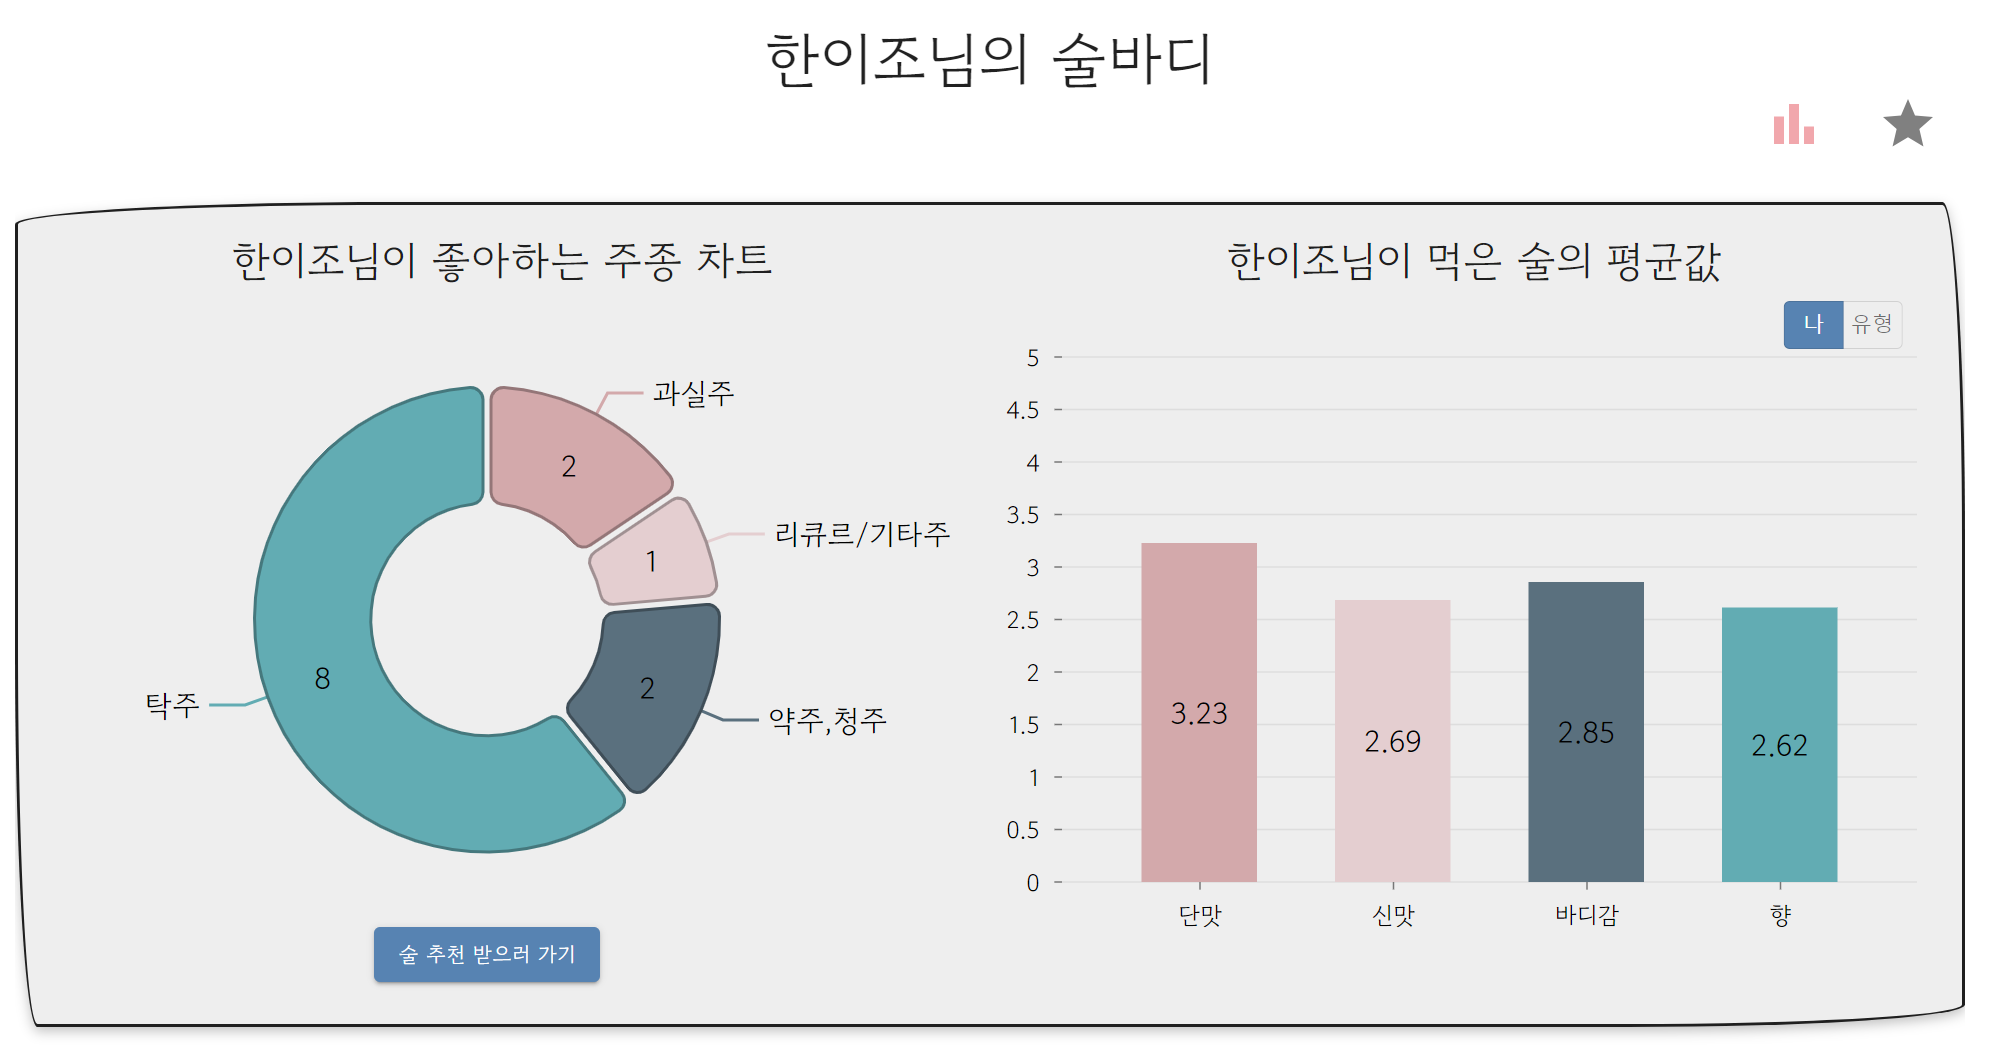 한이조님의 술바디
한이조님이 좋아하는 주종 차트
과실주
2
리큐르/기타주
1
2
약주,청주
8
탁주
술 추천 받으러 가기
한이조님이 먹은 술의 평균값
나 유형
5
4.5
4
3.5
3
2.5
2
1.5
1
0.5
0
3.23
2.69
2.85
2.62
단맛 신맛 바디감 향